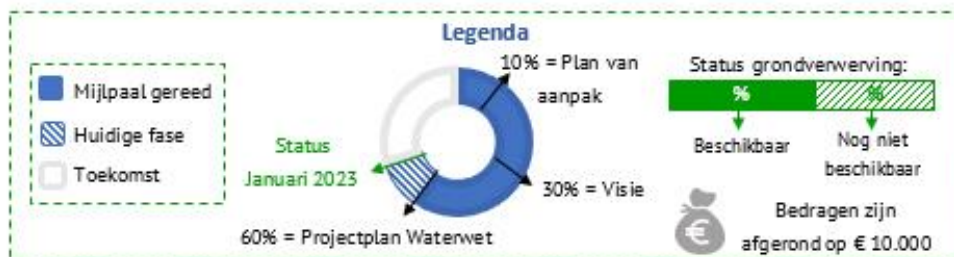 Legenda
Mijlpaal gereed
Huidige fase
Toekomst
10% = Plan van
aanpak
Status
Januari 2023
30% = Visie
60% = Projectplan Waterwet
Status grondverwerving:
% %
Beschikbaar
Nog niet
beschikbaar
€
Bedragen zijn
afgerond op € 10.000